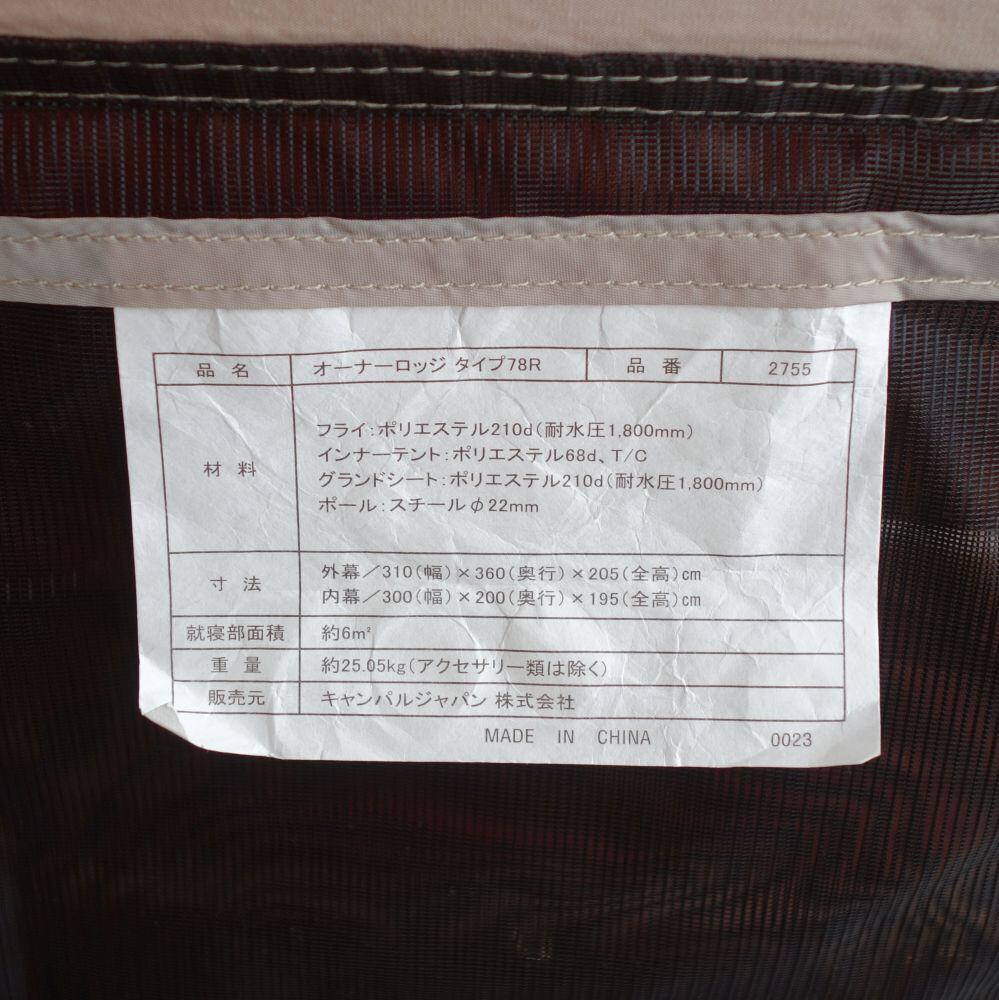 品名 オーナーロッジ タイプ78R 品番 2755
材料
フライ:ポリエステル210d(耐水圧1,800mm)
インナーテント:ポリエステル68d、T/C
グランドシート:ポリエステル210d(耐水圧1,800mm)
ポール:スチールφ22mm
寸法
外幕/310(幅)×360(奥行)×205(全高)cm
内幕/300(幅)×200(奥行)×195(全高)cm
就寝部面積 約6㎡
重量 約25.05kg(アクセサリー類は除く)
販売元 キャンパルジャパン 株式会社
MADE IN CHINA 0023